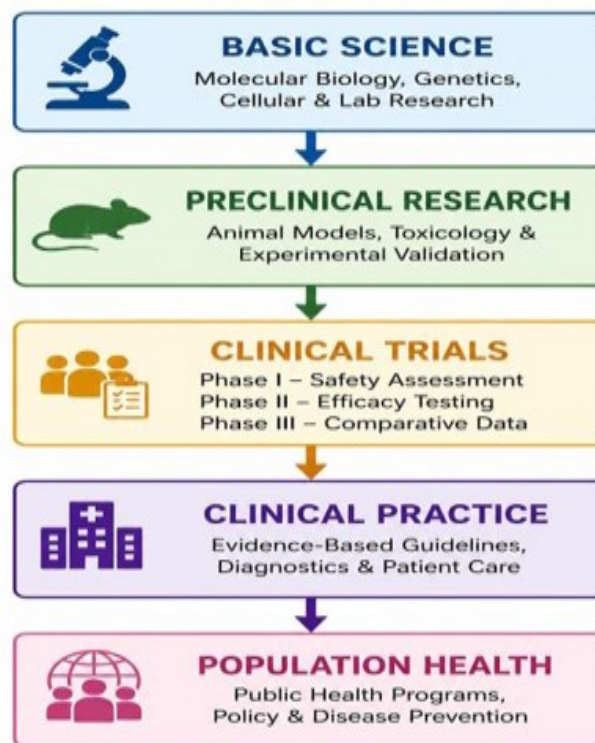 BASIC SCIENCE
Molecular Biology, Genetics,
Cellular & Lab Research
PRECLINICAL RESEARCH
Animal Models, Toxicology &
Experimental Validation
CLINICAL TRIALS
Phase I – Safety Assessment
Phase II – Efficacy Testing
Phase III – Comparative Data
CLINICAL PRACTICE
Evidence-Based Guidelines,
Diagnostics & Patient Care
POPULATION HEALTH
Public Health Programs,
Policy & Disease Prevention